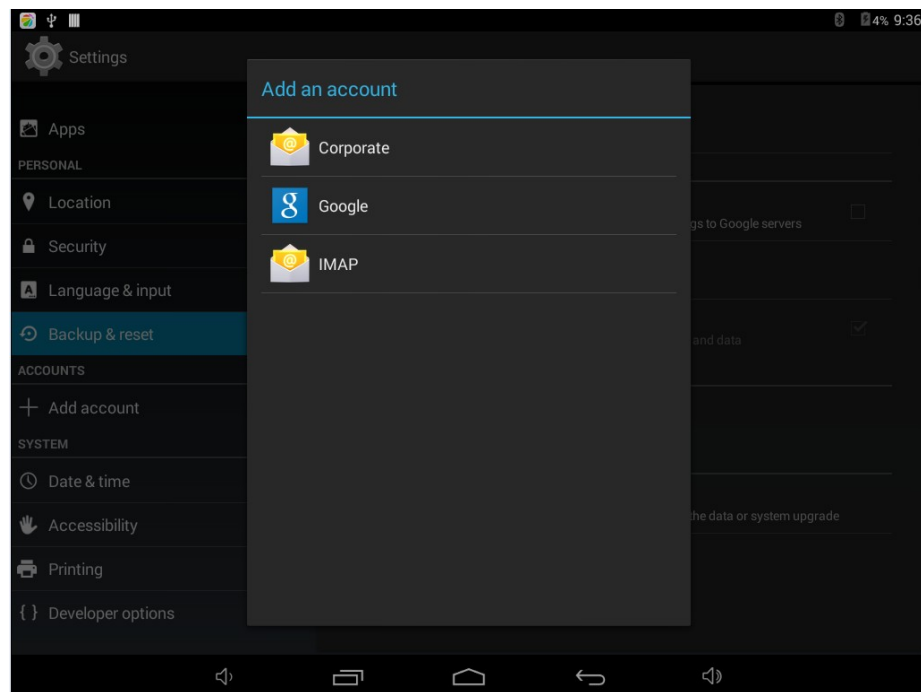 4% 9:36
Settings
Add an account
Corporate
Google
IMAP
Apps
PERSONAL
Location
Security
Language & input
Backup & reset
ACCOUNTS
Add account
SYSTEM
Date & time
Accessibility
Printing
{ } Developer options
gs to Google servers
and data
the data or system upgrade